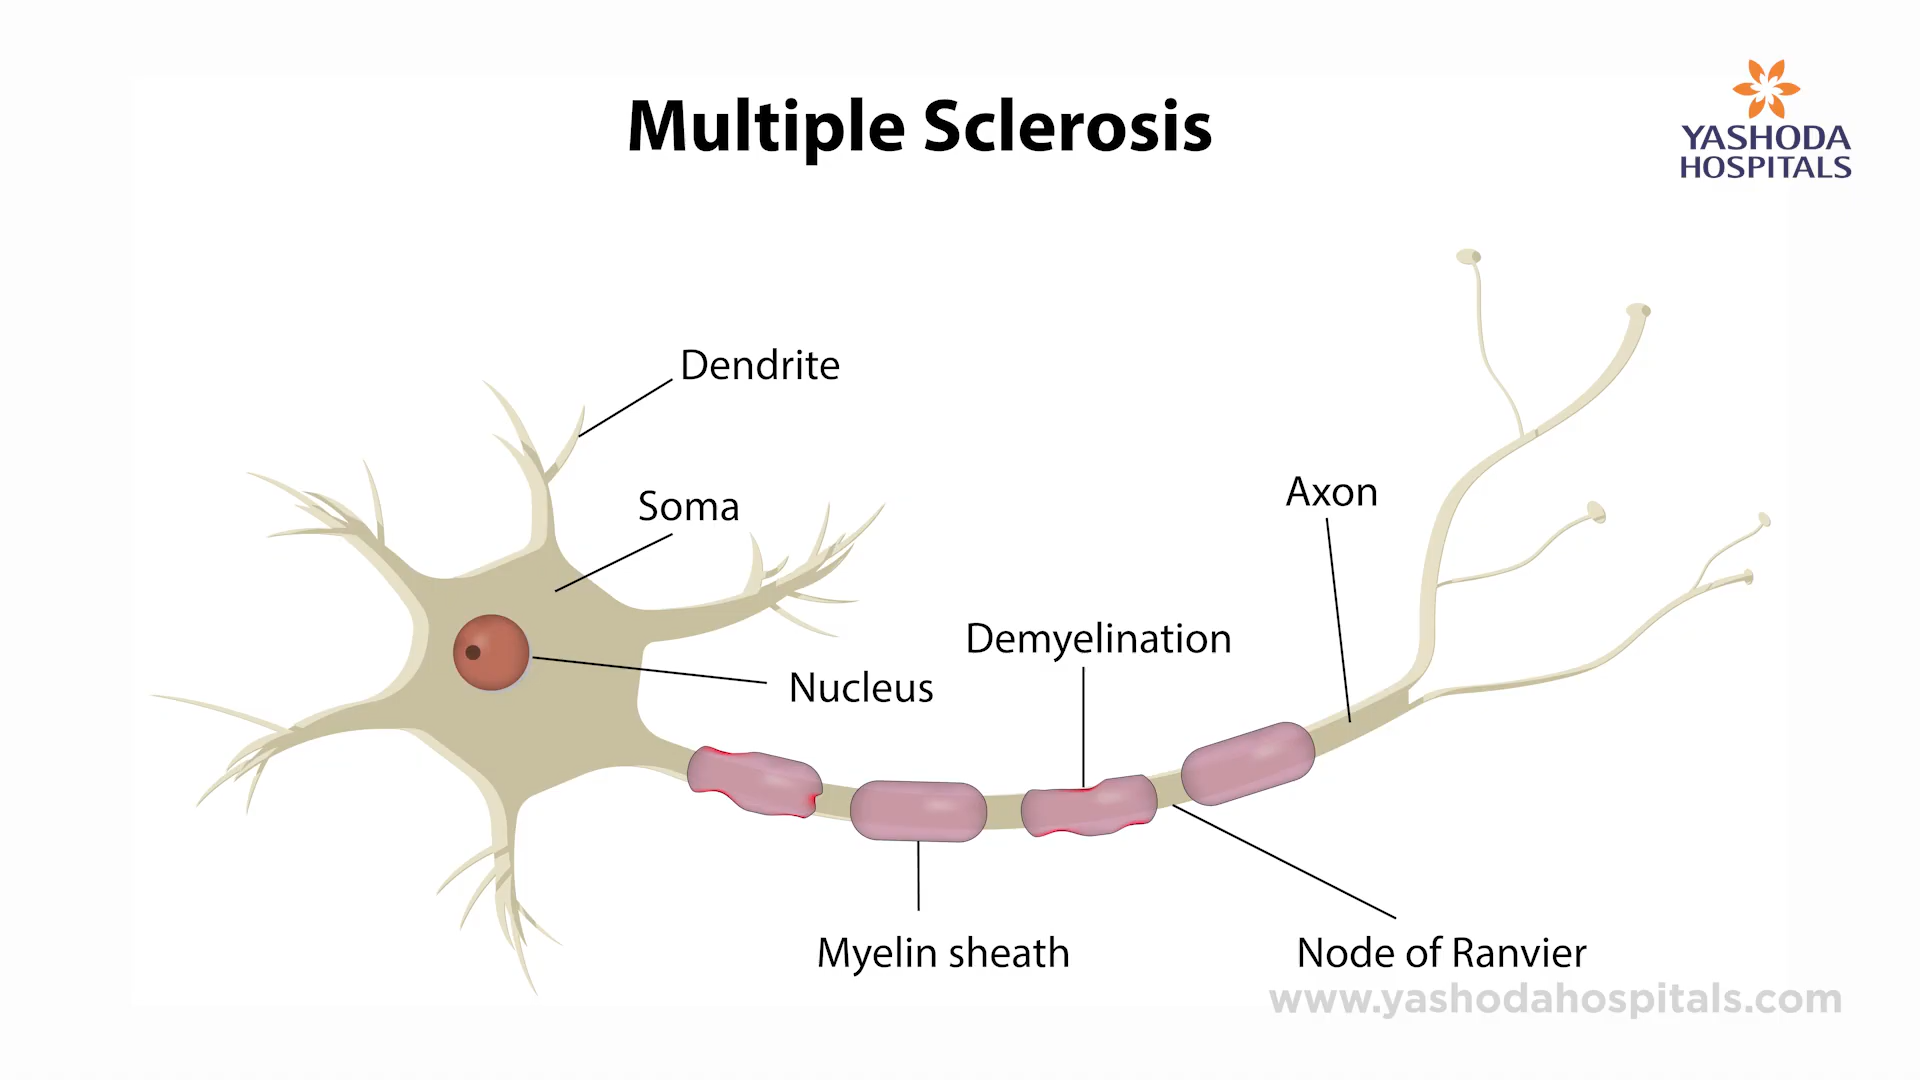 Multiple Sclerosis
YASHODA
HOSPITALS
Dendrite
Soma
Axon
Demyelination
Nucleus
Myelin sheath
Node of Ranvier
www.yashodahospitals.com